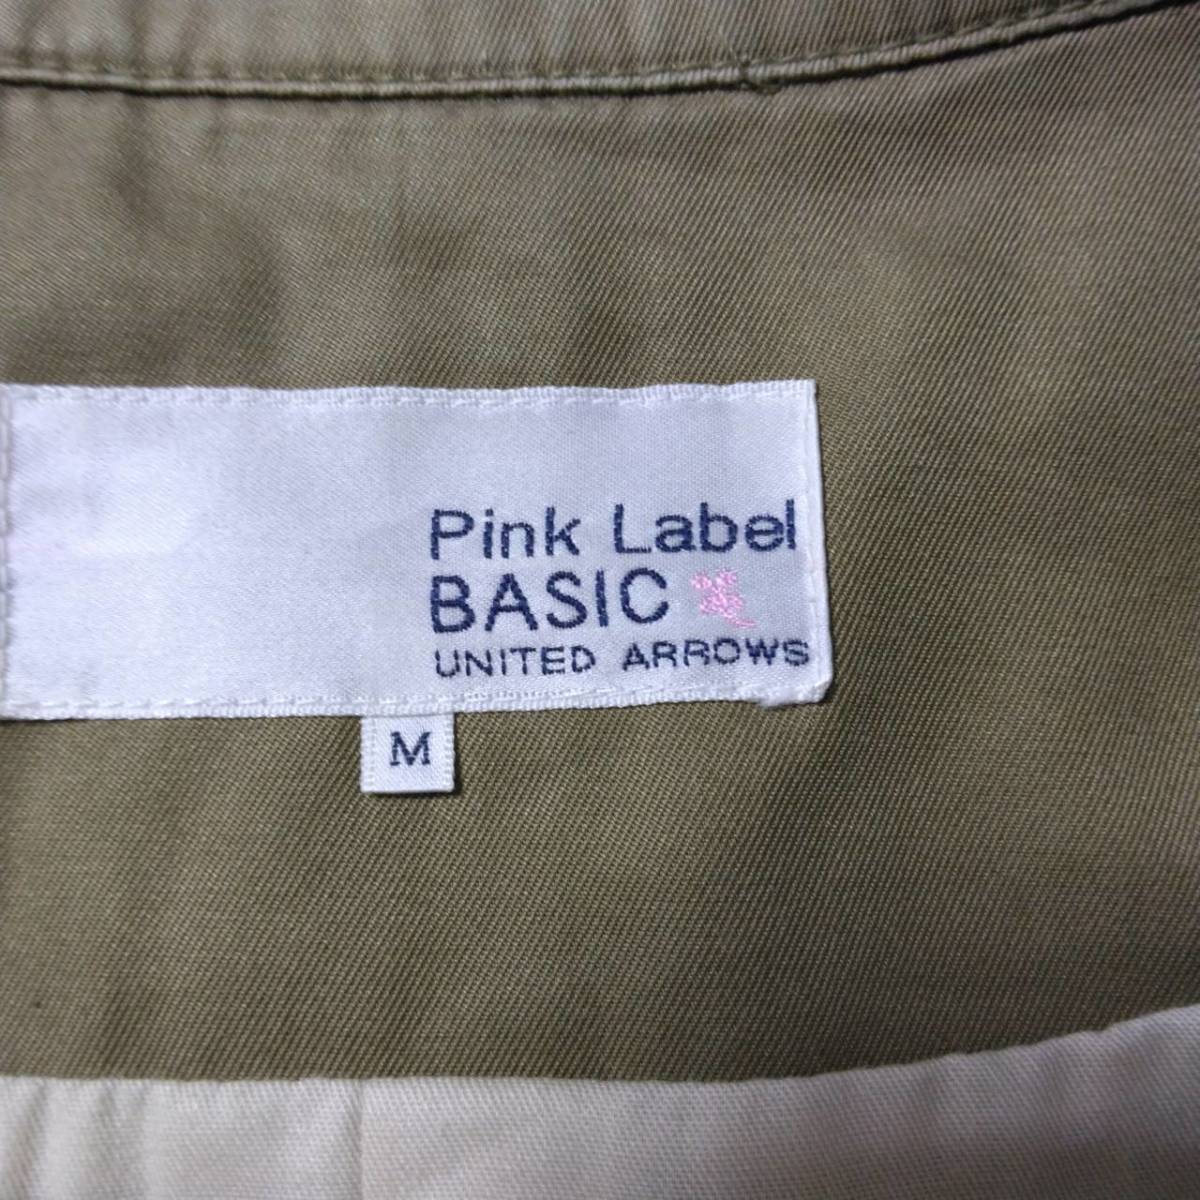 Pink Label
BASIC
UNITED ARROWS
M